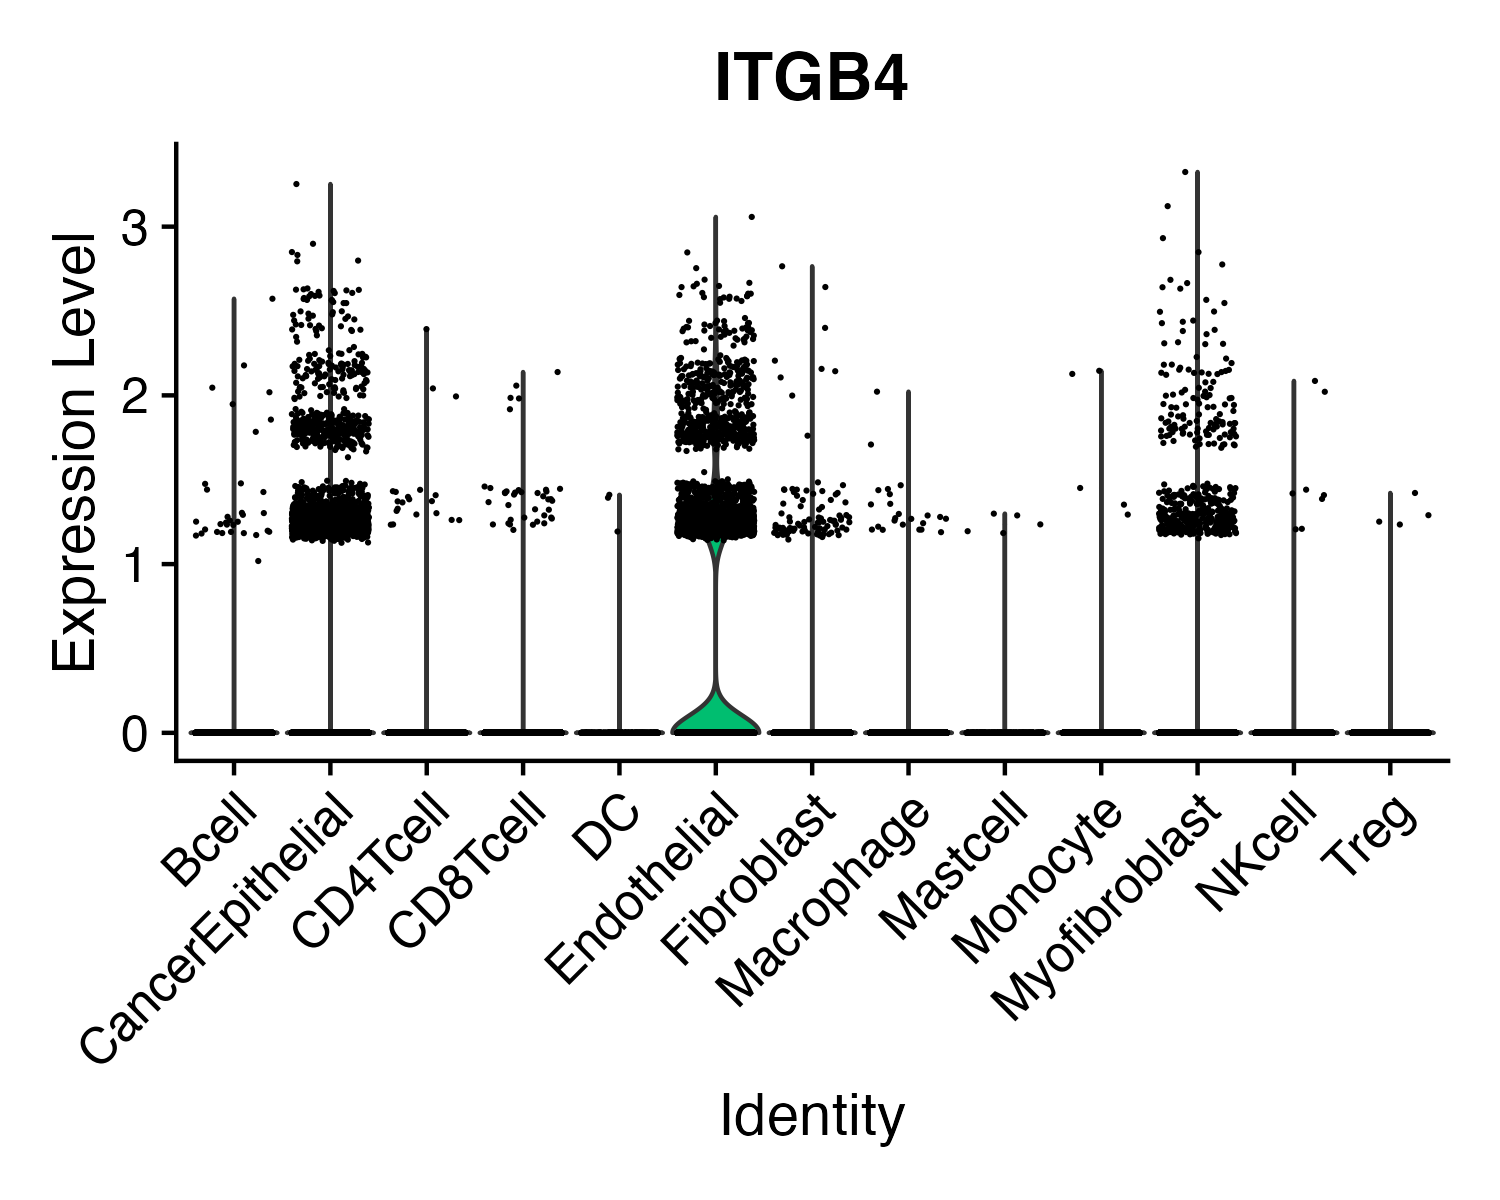 ITGB4
Expression Level
3
2
1
0
Bcell
CancerEpithelial
CD4Tcell
CD8Tcell
DC
Endothelial
Fibroblast
Macrophage
Mastcell
Monocyte
Myofibroblast
NKcell
Treg
Identity